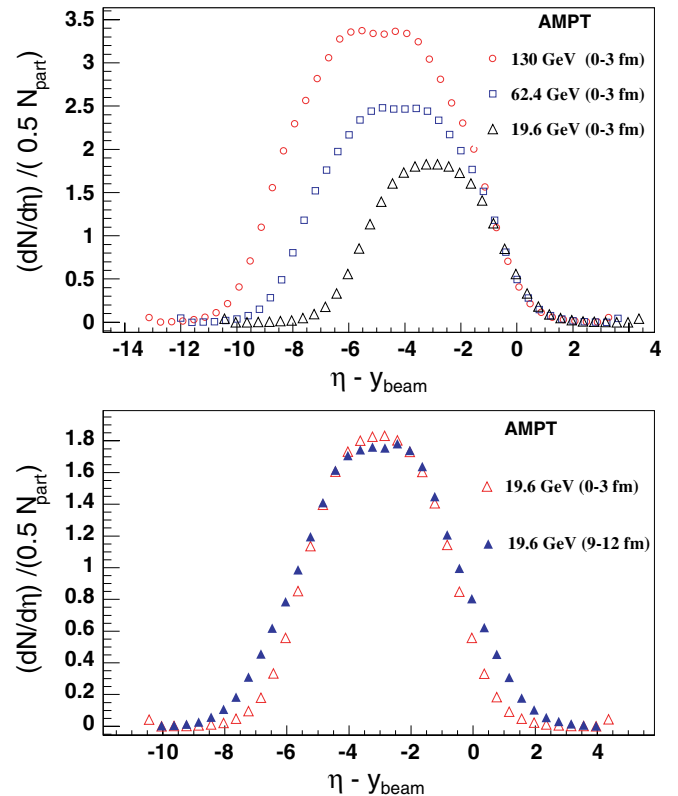 AMPT
130 GeV (0-3 fm)
62.4 GeV (0-3 fm)
19.6 GeV (0-3 fm)
(dN/dη) /( 0.5 N_part)
3.5
3
2.5
2
1.5
1
0.5
0
-14 -12 -10 -8 -6 -4 -2 0 2 4
η - y_beam
AMPT
19.6 GeV (0-3 fm)
19.6 GeV (9-12 fm)
(dN/dη) /(0.5 N_part)
1.8
1.6
1.4
1.2
1
0.8
0.6
0.4
0.2
0
-10 -8 -6 -4 -2 0 2 4
η - y_beam